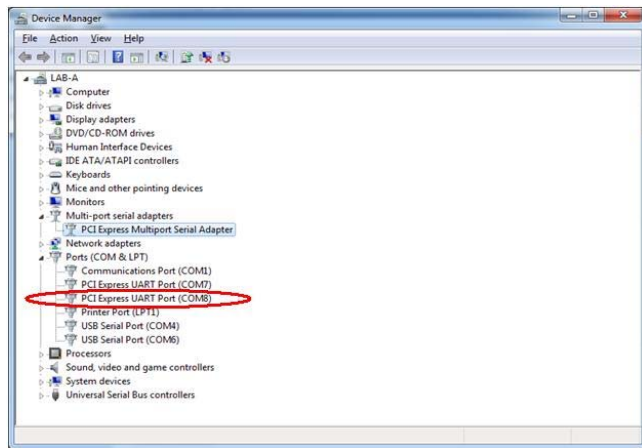 Device Manager
File Action View Help
LAB-A
Computer
Disk drives
Display adapters
DVD/CD-ROM drives
Human Interface Devices
IDE ATA/ATAPI controllers
Keyboards
Mice and other pointing devices
Monitors
Multi-port serial adapters
PCI Express Multiport Serial Adapter
Network adapters
Ports (COM & LPT)
Communications Port (COM1)
PCI Express UART Port (COM7)
PCI Express UART Port (COM8)
Printer Port (LPT1)
USB Serial Port (COM4)
USB Serial Port (COM6)
Processors
Sound, video and game controllers
System devices
Universal Serial Bus controllers